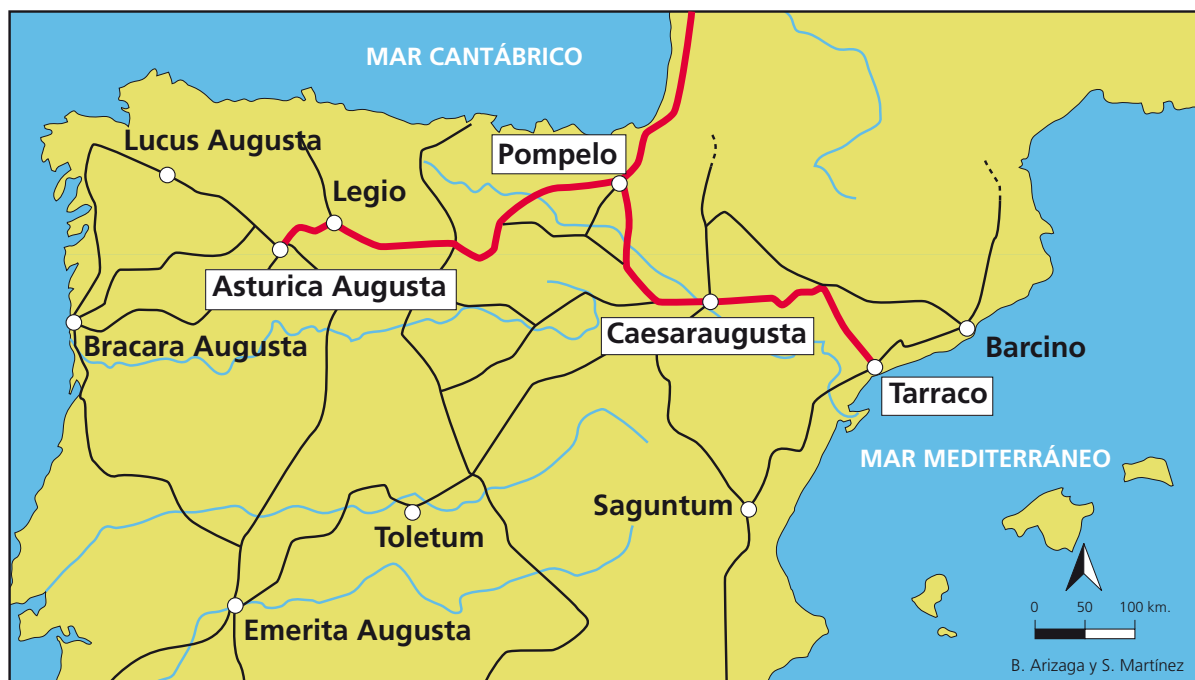 MAR CANTÁBRICO
Lucus Augusta
Pompelo
Legio
Asturica Augusta
Bracara Augusta
Caesaraugusta
Barcino
Tarraco
MAR MEDITERRÁNEO
Saguntum
Toletum
Emerita Augusta
0 50 100 km.
B. Arizaga y S. Martínez